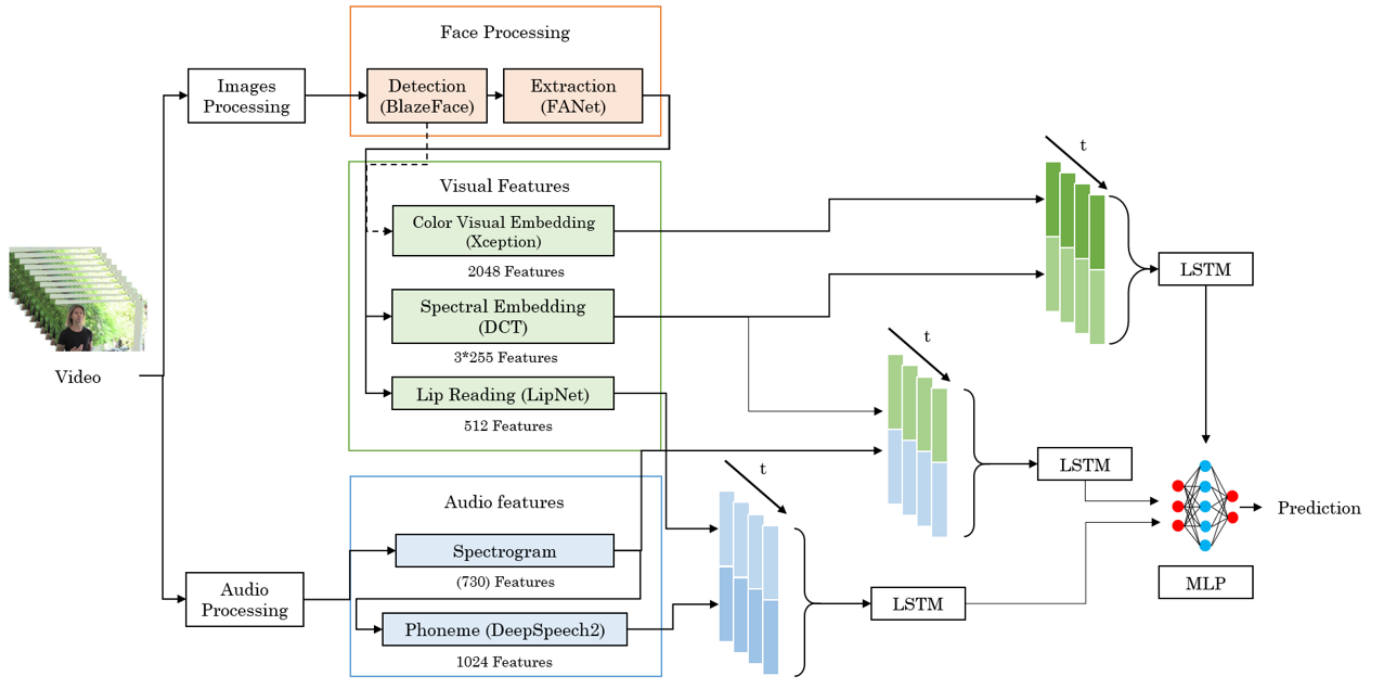 Face Processing
Images
Processing
Detection
(BlazeFace)
Extraction
(FANet)
t
Visual Features
Color Visual Embedding
(Xception)
2048 Features
LSTM
Spectral Embedding
(DCT)
3*255 Features
t
Video
Lip Reading (LipNet)
512 Features
LSTM
t
Prediction
Audio features
Spectrogram
(730) Features
Audio
Processing
MLP
LSTM
Phoneme (DeepSpeech2)
1024 Features